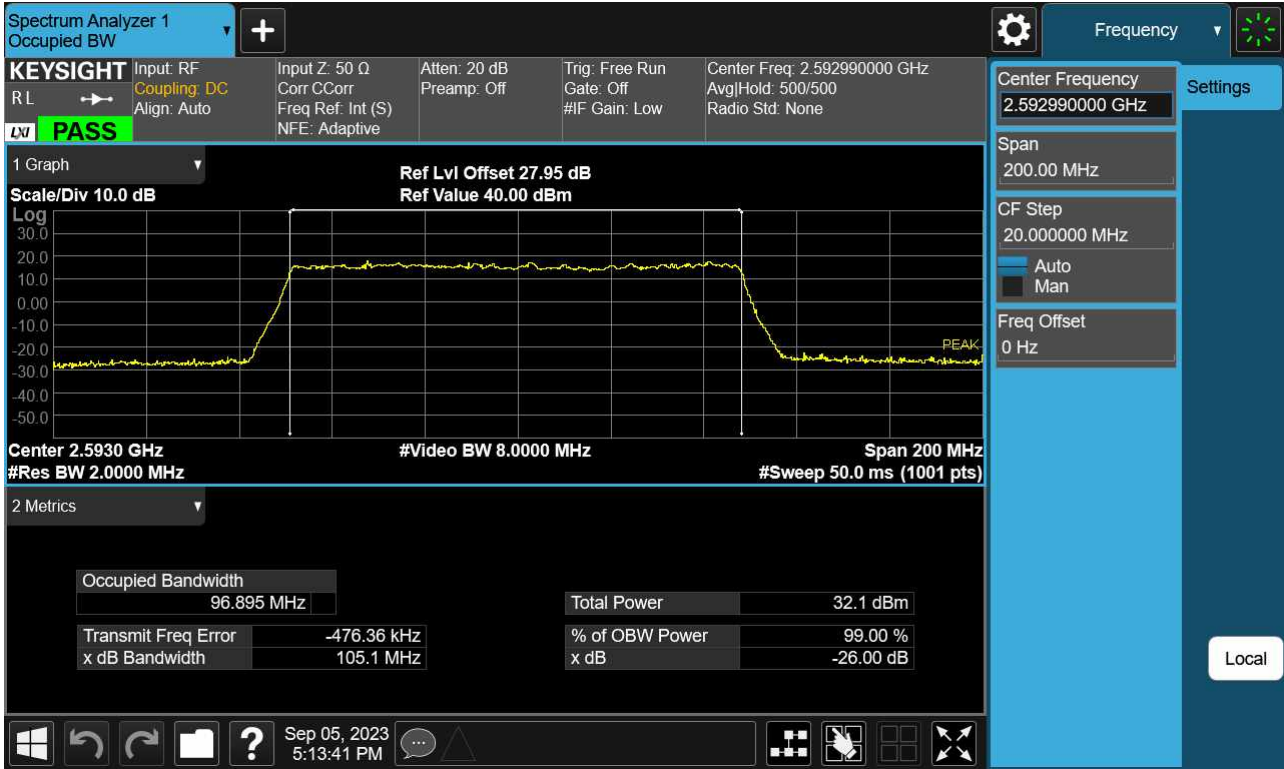 Spectrum Analyzer 1
Occupied BW
Frequency
KEYSIGHT
R L
LXI
PASS
Input: RF
Coupling: DC
Align: Auto
Input Z: 50 Ω
Corr CCorr
Freq Ref: Int (S)
NFE: Adaptive
Atten: 20 dB
Preamp: Off
Trig: Free Run
Gate: Off
#IF Gain: Low
Center Freq: 2.592990000 GHz
Avg|Hold: 500/500
Radio Std: None
Center Frequency
2.592990000 GHz
Settings
Span
200.00 MHz
CF Step
20.000000 MHz
Auto
Man
Freq Offset
0 Hz
Local
1 Graph
Scale/Div 10.0 dB
Ref Lvl Offset 27.95 dB
Ref Value 40.00 dBm
Log
30.0
20.0
10.0
0.00
-10.0
-20.0
-30.0
-40.0
-50.0
PEAK
Center 2.5930 GHz
#Video BW 8.0000 MHz
Span 200 MHz
#Res BW 2.0000 MHz
#Sweep 50.0 ms (1001 pts)
2 Metrics
Occupied Bandwidth
96.895 MHz
Total Power 32.1 dBm
Transmit Freq Error -476.36 kHz
% of OBW Power 99.00 %
x dB Bandwidth 105.1 MHz
x dB -26.00 dB
Sep 05, 2023
5:13:41 PM